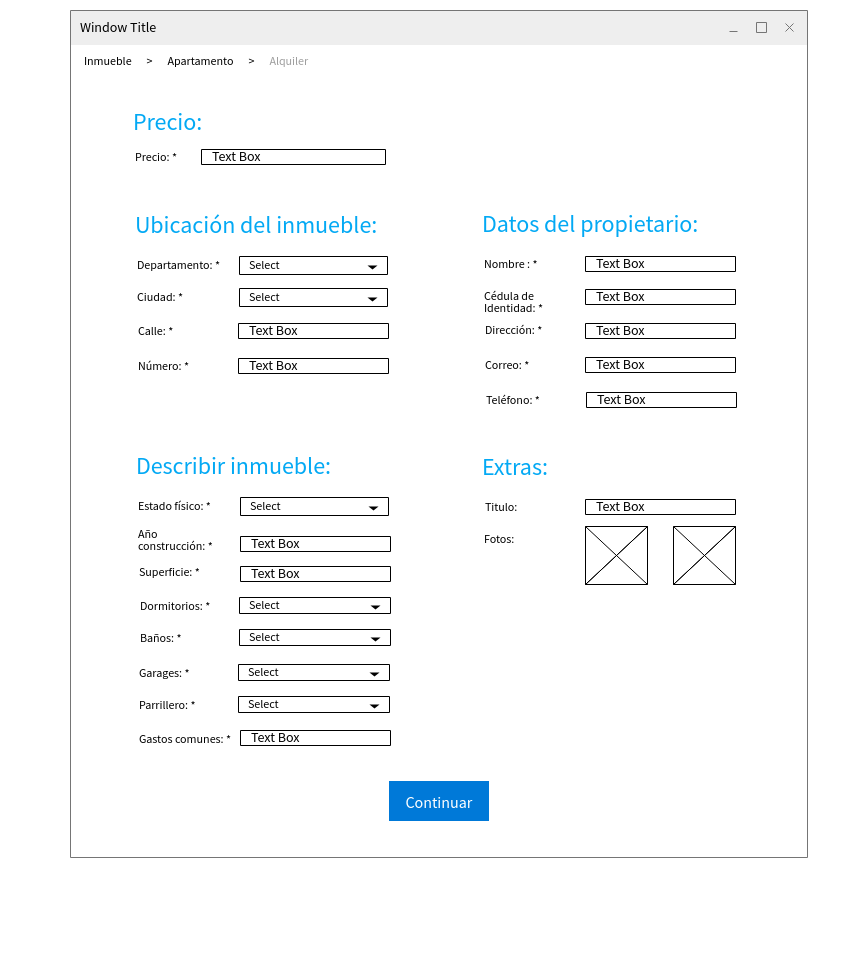 Window Title
Inmueble > Apartamento > Alquiler
Precio:
Precio: * Text Box
Ubicación del inmueble:
Departamento: * Select
Ciudad: * Select
Calle: * Text Box
Número: * Text Box
Datos del propietario:
Nombre : * Text Box
Cédula de
Identidad: * Text Box
Dirección: * Text Box
Correo: * Text Box
Teléfono: * Text Box
Describir inmueble:
Estado físico: * Select
Año
construcción: * Text Box
Superficie: * Text Box
Dormitorios: * Select
Baños: * Select
Garages: * Select
Parrillero: * Select
Gastos comunes: * Text Box
Extras:
Titulo: Text Box
Fotos:
Continuar